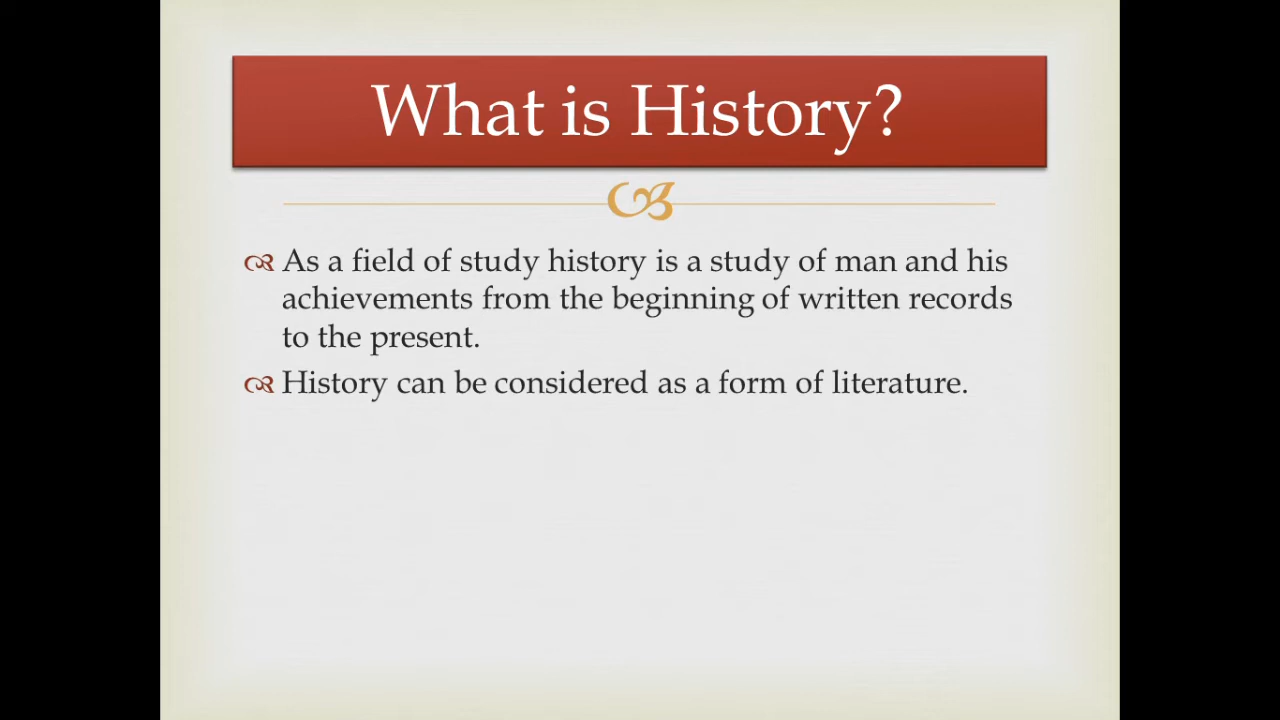 What is History?
As a field of study history is a study of man and his
achievements from the beginning of written records
to the present.
History can be considered as a form of literature.